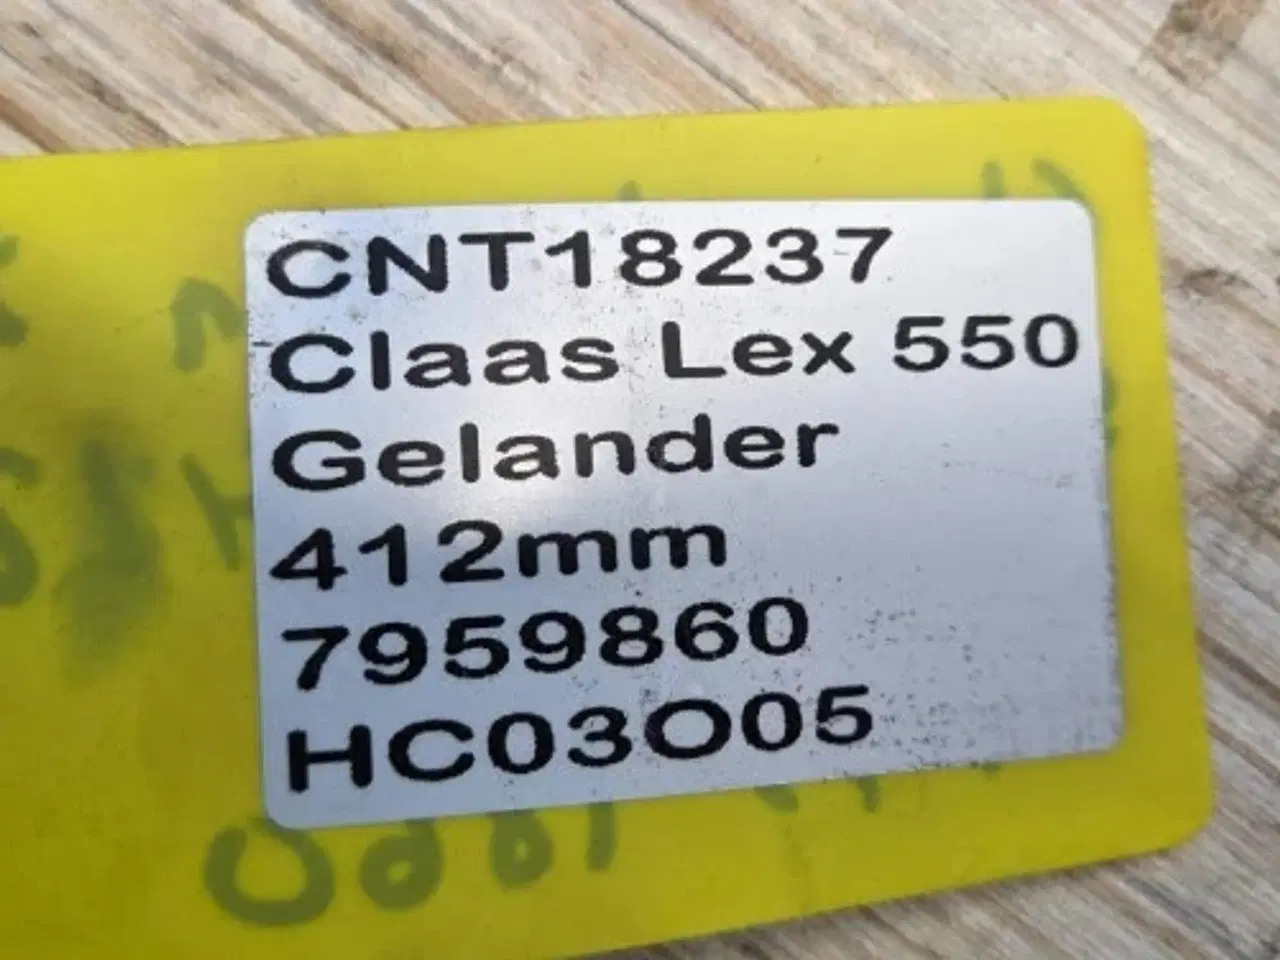 CNT18237
Claas Lex 550
Gelander
412mm
7959860
HC03O05